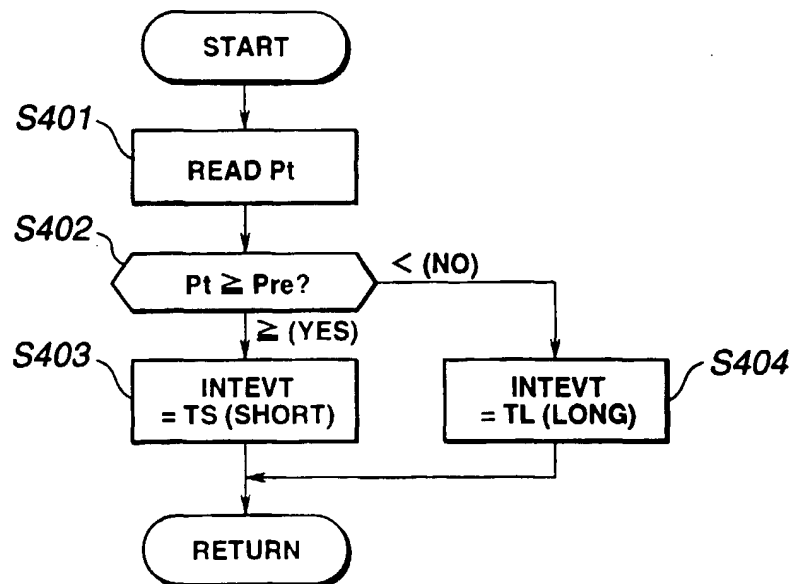 START
S401
READ Pt
S402
Pt ≧ Pre?
< (NO)
≧ (YES)
S403
INTEVT
= TS (SHORT)
INTEVT
= TL (LONG)
S404
RETURN